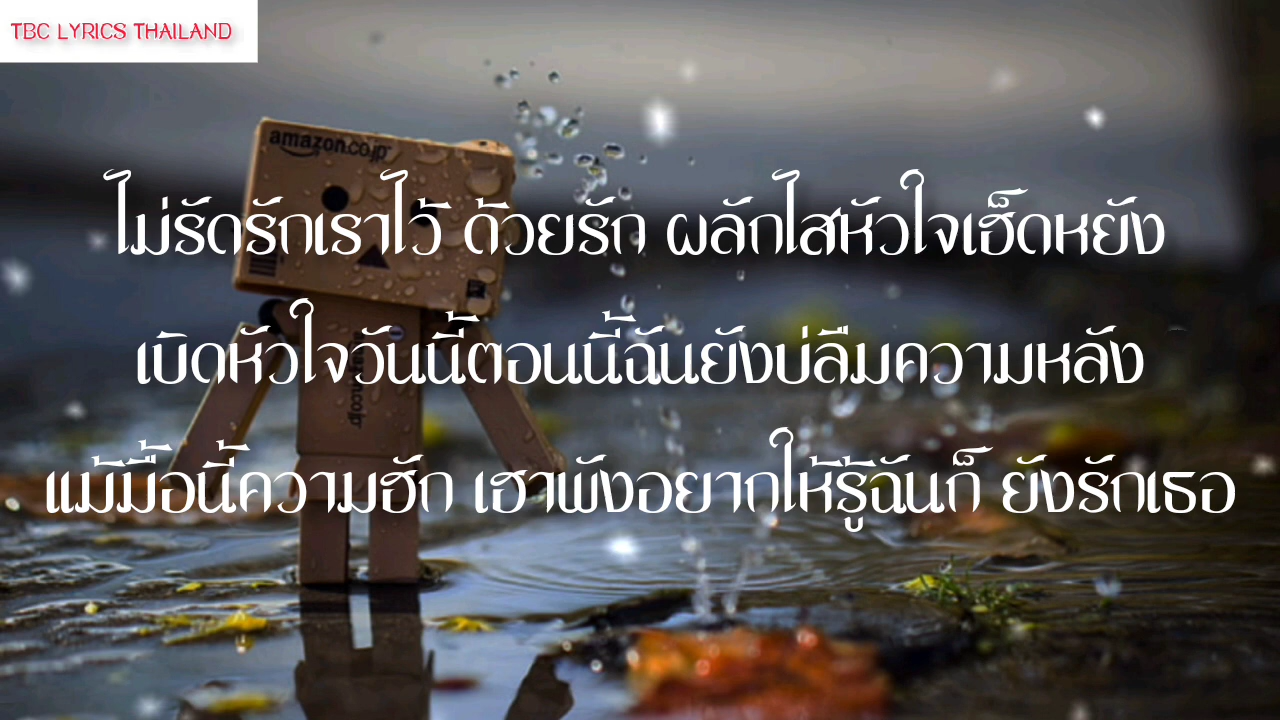 TBC LYRICS THAILAND
amazon.co.jp
ไม่รัดรักเราไว้ ด้วยรัก ผลักไสหัวใจเฮ็ดหยัง
เบิดหัวใจวันนี้ตอนนี้ฉันยังบ่ลืมความหลัง
แม้มื้อนี้ความฮัก เฮาพังอยากให้รู้ฉันก็ ยังรักเธอ
amazon.co.jp